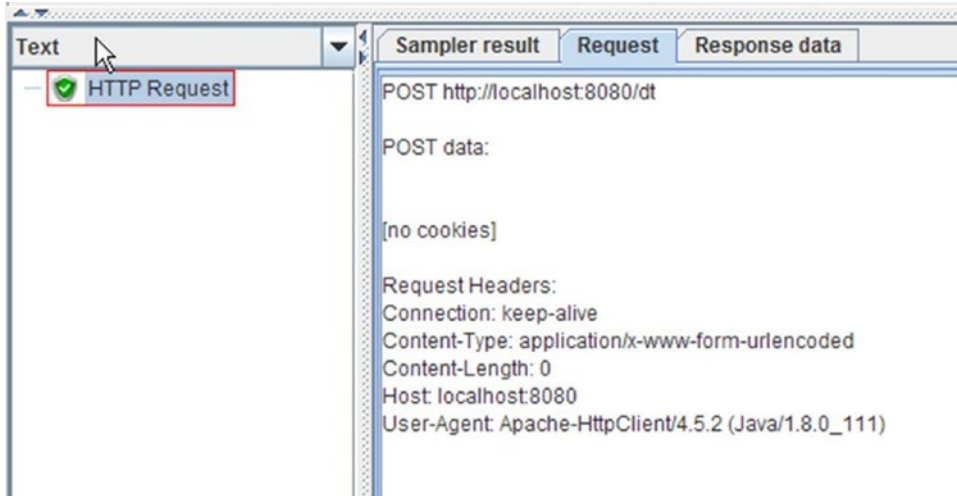 Text
HTTP Request
Sampler result
Request
Response data
POST http://localhost:8080/dt
POST data:
[no cookies]
Request Headers:
Connection: keep-alive
Content-Type: application/x-www-form-urlencoded
Content-Length: 0
Host: localhost:8080
User-Agent: Apache-HttpClient/4.5.2 (Java/1.8.0_111)